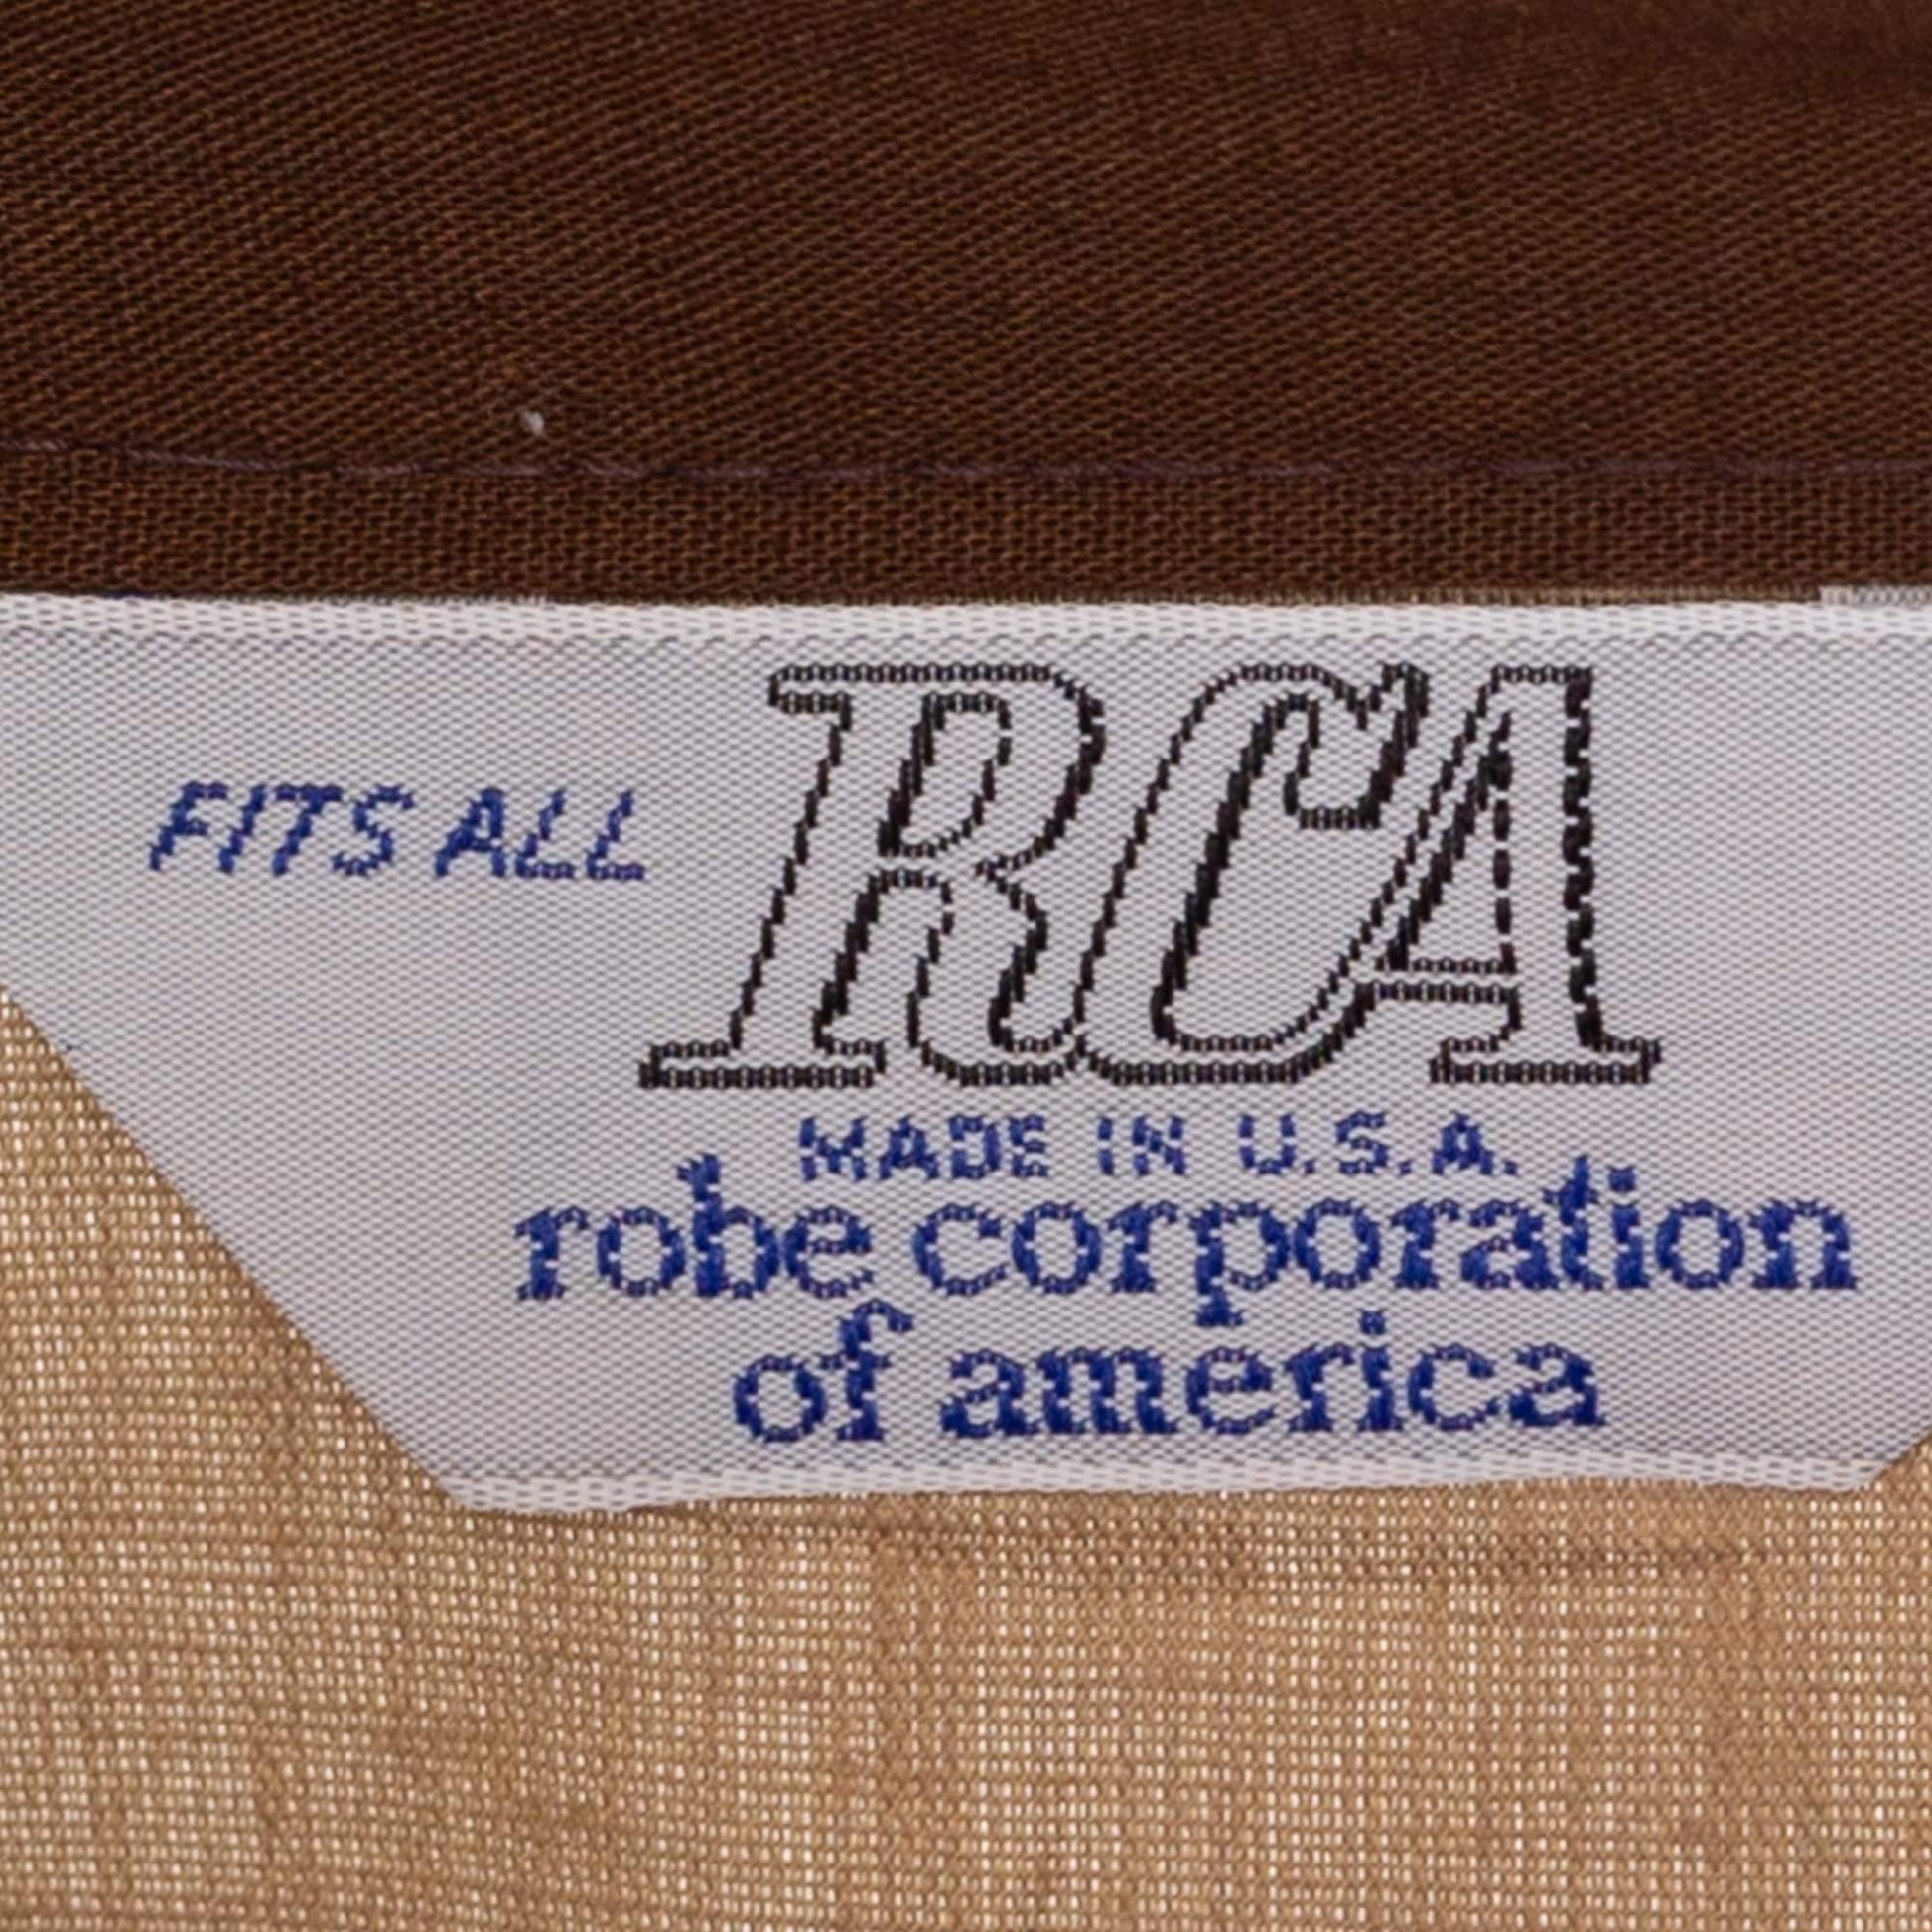 FITS ALL RCA
MADE IN U.S.A.
robe corporation
of america